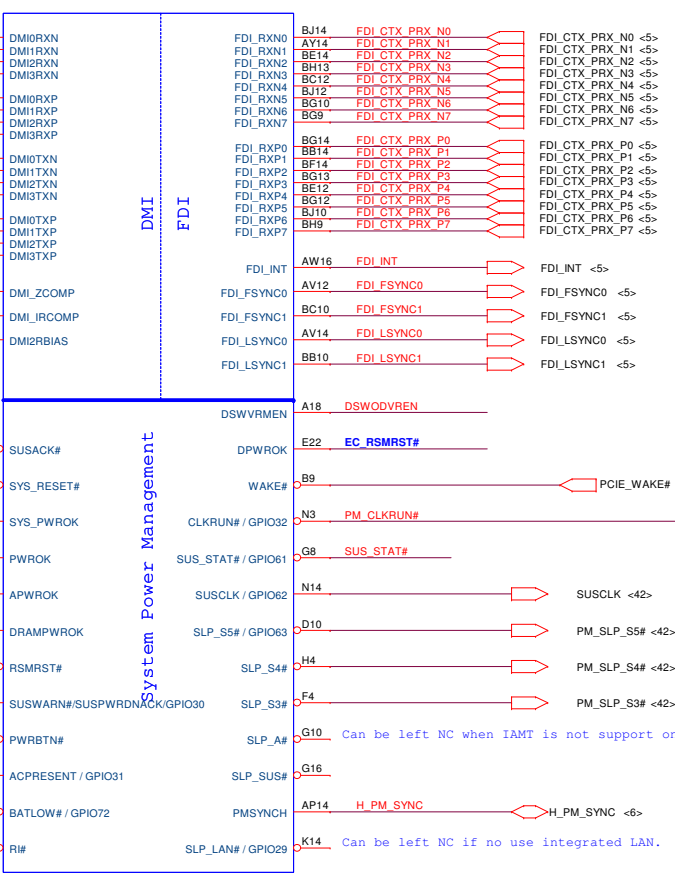 DMI0RXN FDI_RXN0 BJ14 FDI_CTX_PRX_N0 FDI_CTX_PRX_N0 <5>
DMI1RXN FDI_RXN1 AY14 FDI_CTX_PRX_N1 FDI_CTX_PRX_N1 <5>
DMI2RXN FDI_RXN2 BE14 FDI_CTX_PRX_N2 FDI_CTX_PRX_N2 <5>
DMI3RXN FDI_RXN3 BH13 FDI_CTX_PRX_N3 FDI_CTX_PRX_N3 <5>
FDI_RXN4 BC12 FDI_CTX_PRX_N4 FDI_CTX_PRX_N4 <5>
DMI0RXP FDI_RXN5 BJ12 FDI_CTX_PRX_N5 FDI_CTX_PRX_N5 <5>
DMI1RXP FDI_RXN6 BG10 FDI_CTX_PRX_N6 FDI_CTX_PRX_N6 <5>
DMI2RXP FDI_RXN7 BG9 FDI_CTX_PRX_N7 FDI_CTX_PRX_N7 <5>
DMI3RXP
FDI_RXP0 BG14 FDI_CTX_PRX_P0 FDI_CTX_PRX_P0 <5>
DMI0TXN FDI_RXP1 BB14 FDI_CTX_PRX_P1 FDI_CTX_PRX_P1 <5>
DMI1TXN FDI_RXP2 BF14 FDI_CTX_PRX_P2 FDI_CTX_PRX_P2 <5>
DMI2TXN FDI_RXP3 BG13 FDI_CTX_PRX_P3 FDI_CTX_PRX_P3 <5>
DMI3TXN FDI_RXP4 BE12 FDI_CTX_PRX_P4 FDI_CTX_PRX_P4 <5>
FDI_RXP5 BG12 FDI_CTX_PRX_P5 FDI_CTX_PRX_P5 <5>
DMI0TXP FDI_RXP6 BJ10 FDI_CTX_PRX_P6 FDI_CTX_PRX_P6 <5>
DMI1TXP FDI_RXP7 BH9 FDI_CTX_PRX_P7 FDI_CTX_PRX_P7 <5>
DMI2TXP
DMI3TXP
DMI
FDI
FDI_INT AW16 FDI_INT FDI_INT <5>
DMI_ZCOMP FDI_FSYNC0 AV12 FDI_FSYNC0 FDI_FSYNC0 <5>
DMI_IRCOMP FDI_FSYNC1 BC10 FDI_FSYNC1 FDI_FSYNC1 <5>
DMI2RBIAS FDI_LSYNC0 AV14 FDI_LSYNC0 FDI_LSYNC0 <5>
FDI_LSYNC1 BB10 FDI_LSYNC1 FDI_LSYNC1 <5>
DSWVRMEN A18 DSWODVREN
SUSACK# DPWROK E22 EC_RSMRST#
SYS_RESET# WAKE# B9 PCIE_WAKE#
SYS_PWROK CLKRUN# / GPIO32 N3 PM_CLKRUN#
PWROK SUS_STAT# / GPIO61 G8 SUS_STAT#
APWROK SUSCLK / GPIO62 N14 SUSCLK <42>
DRAMPWROK SLP_S5# / GPIO63 D10 PM_SLP_S5# <42>
System Power Management
RSMRST# SLP_S4# H4 PM_SLP_S4# <42>
SUSWARN#/SUSPWRDNACK/GPIO30 SLP_S3# F4 PM_SLP_S3# <42>
PWRBTN# SLP_A# G10 Can be left NC when IAMT is not support on
ACPRESENT / GPIO31 SLP_SUS# G16
BATLOW# / GPIO72 PMSYNCH AP14 H_PM_SYNC H_PM_SYNC <6>
RI# SLP_LAN# / GPIO29 K14 Can be left NC if no use integrated LAN.